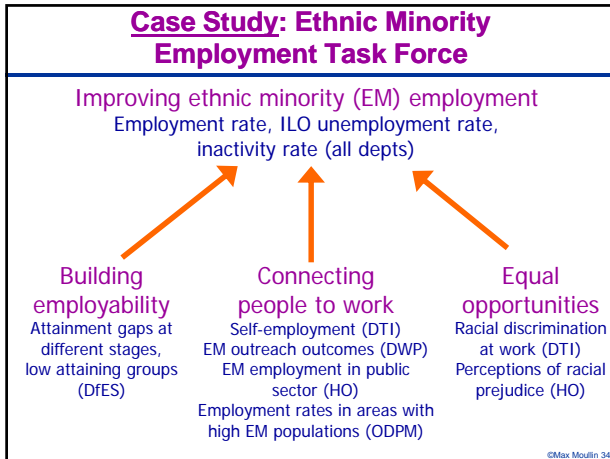 Case Study: Ethnic Minority
Employment Task Force
Improving ethnic minority (EM) employment
Employment rate, ILO unemployment rate,
inactivity rate (all depts)
Building
employability
Attainment gaps at
different stages,
low attaining groups
(DfES)
Connecting
people to work
Self-employment (DTI)
EM outreach outcomes (DWP)
EM employment in public
sector (HO)
Employment rates in areas with
high EM populations (ODPM)
Equal
opportunities
Racial discrimination
at work (DTI)
Perceptions of racial
prejudice (HO)
©Max Moullin 34